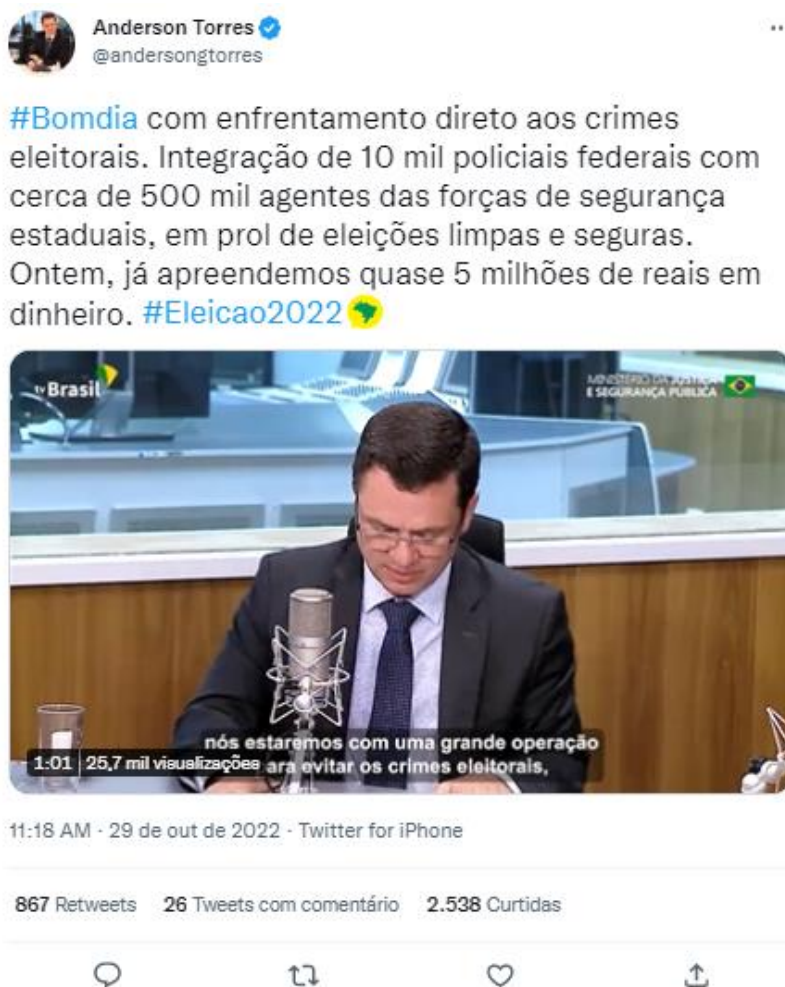 Anderson Torres
@andersongtorres
#Bomdia com enfrentamento direto aos crimes
eleitorais. Integração de 10 mil policiais federais com
cerca de 500 mil agentes das forças de segurança
estaduais, em prol de eleições limpas e seguras.
Ontem, já apreendemos quase 5 milhões de reais em
dinheiro. #Eleicao2022
tv Brasil
MINISTÉRIO DA JUSTIÇA
E SEGURANÇA PÚBLICA
nós estaremos com uma grande operação
ara evitar os crimes eleitorais,
1:01 25,7 mil visualizações
11:18 AM · 29 de out de 2022 · Twitter for iPhone
867 Retweets 26 Tweets com comentário 2.538 Curtidas